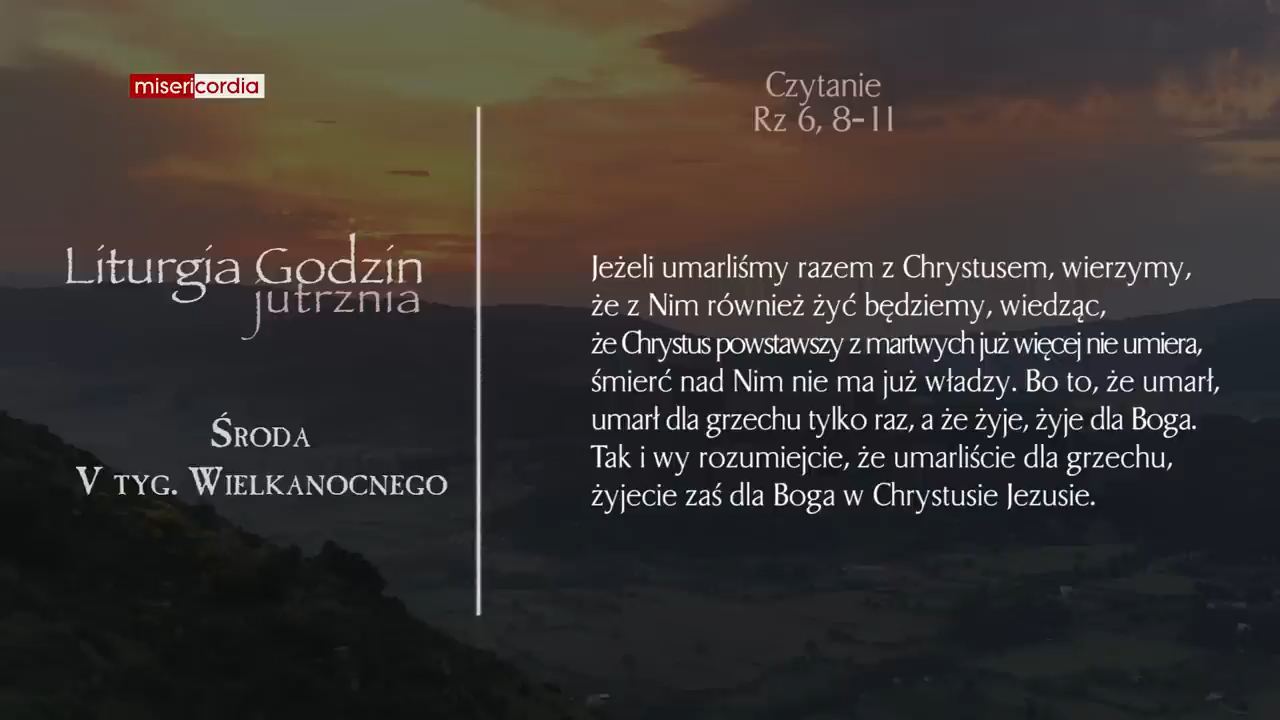 misericordia
Liturgia Godzin
jutrznia
Środa
V tyg. Wielkanocnego
Czytanie
Rz 6, 8-11
Jeżeli umarliśmy razem z Chrystusem, wierzymy,
że z Nim również żyć będziemy, wiedząc,
że Chrystus powstawszy z martwych już więcej nie umiera,
śmierć nad Nim nie ma już władzy. Bo to, że umarł,
umarł dla grzechu tylko raz, a że żyje, żyje dla Boga.
Tak i wy rozumiejcie, że umarliście dla grzechu,
żyjecie zaś dla Boga w Chrystusie Jezusie.